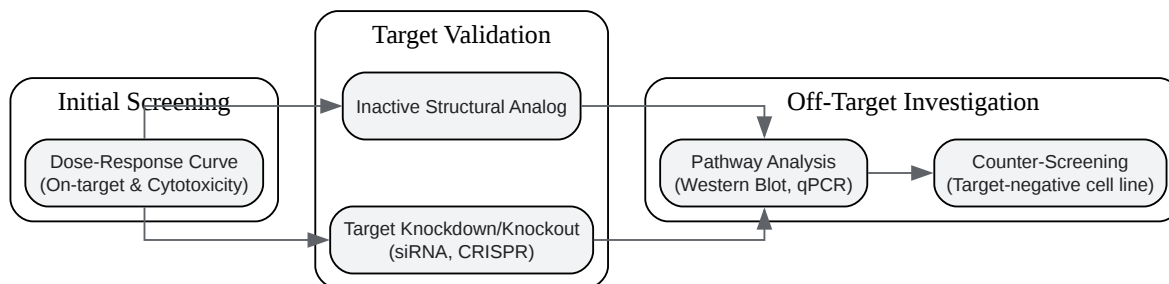 Initial Screening
Dose-Response Curve
(On-target & Cytotoxicity)
Target Validation
Inactive Structural Analog
Target Knockdown/Knockout
(siRNA, CRISPR)
Off-Target Investigation
Pathway Analysis
(Western Blot, qPCR)
Counter-Screening
(Target-negative cell line)